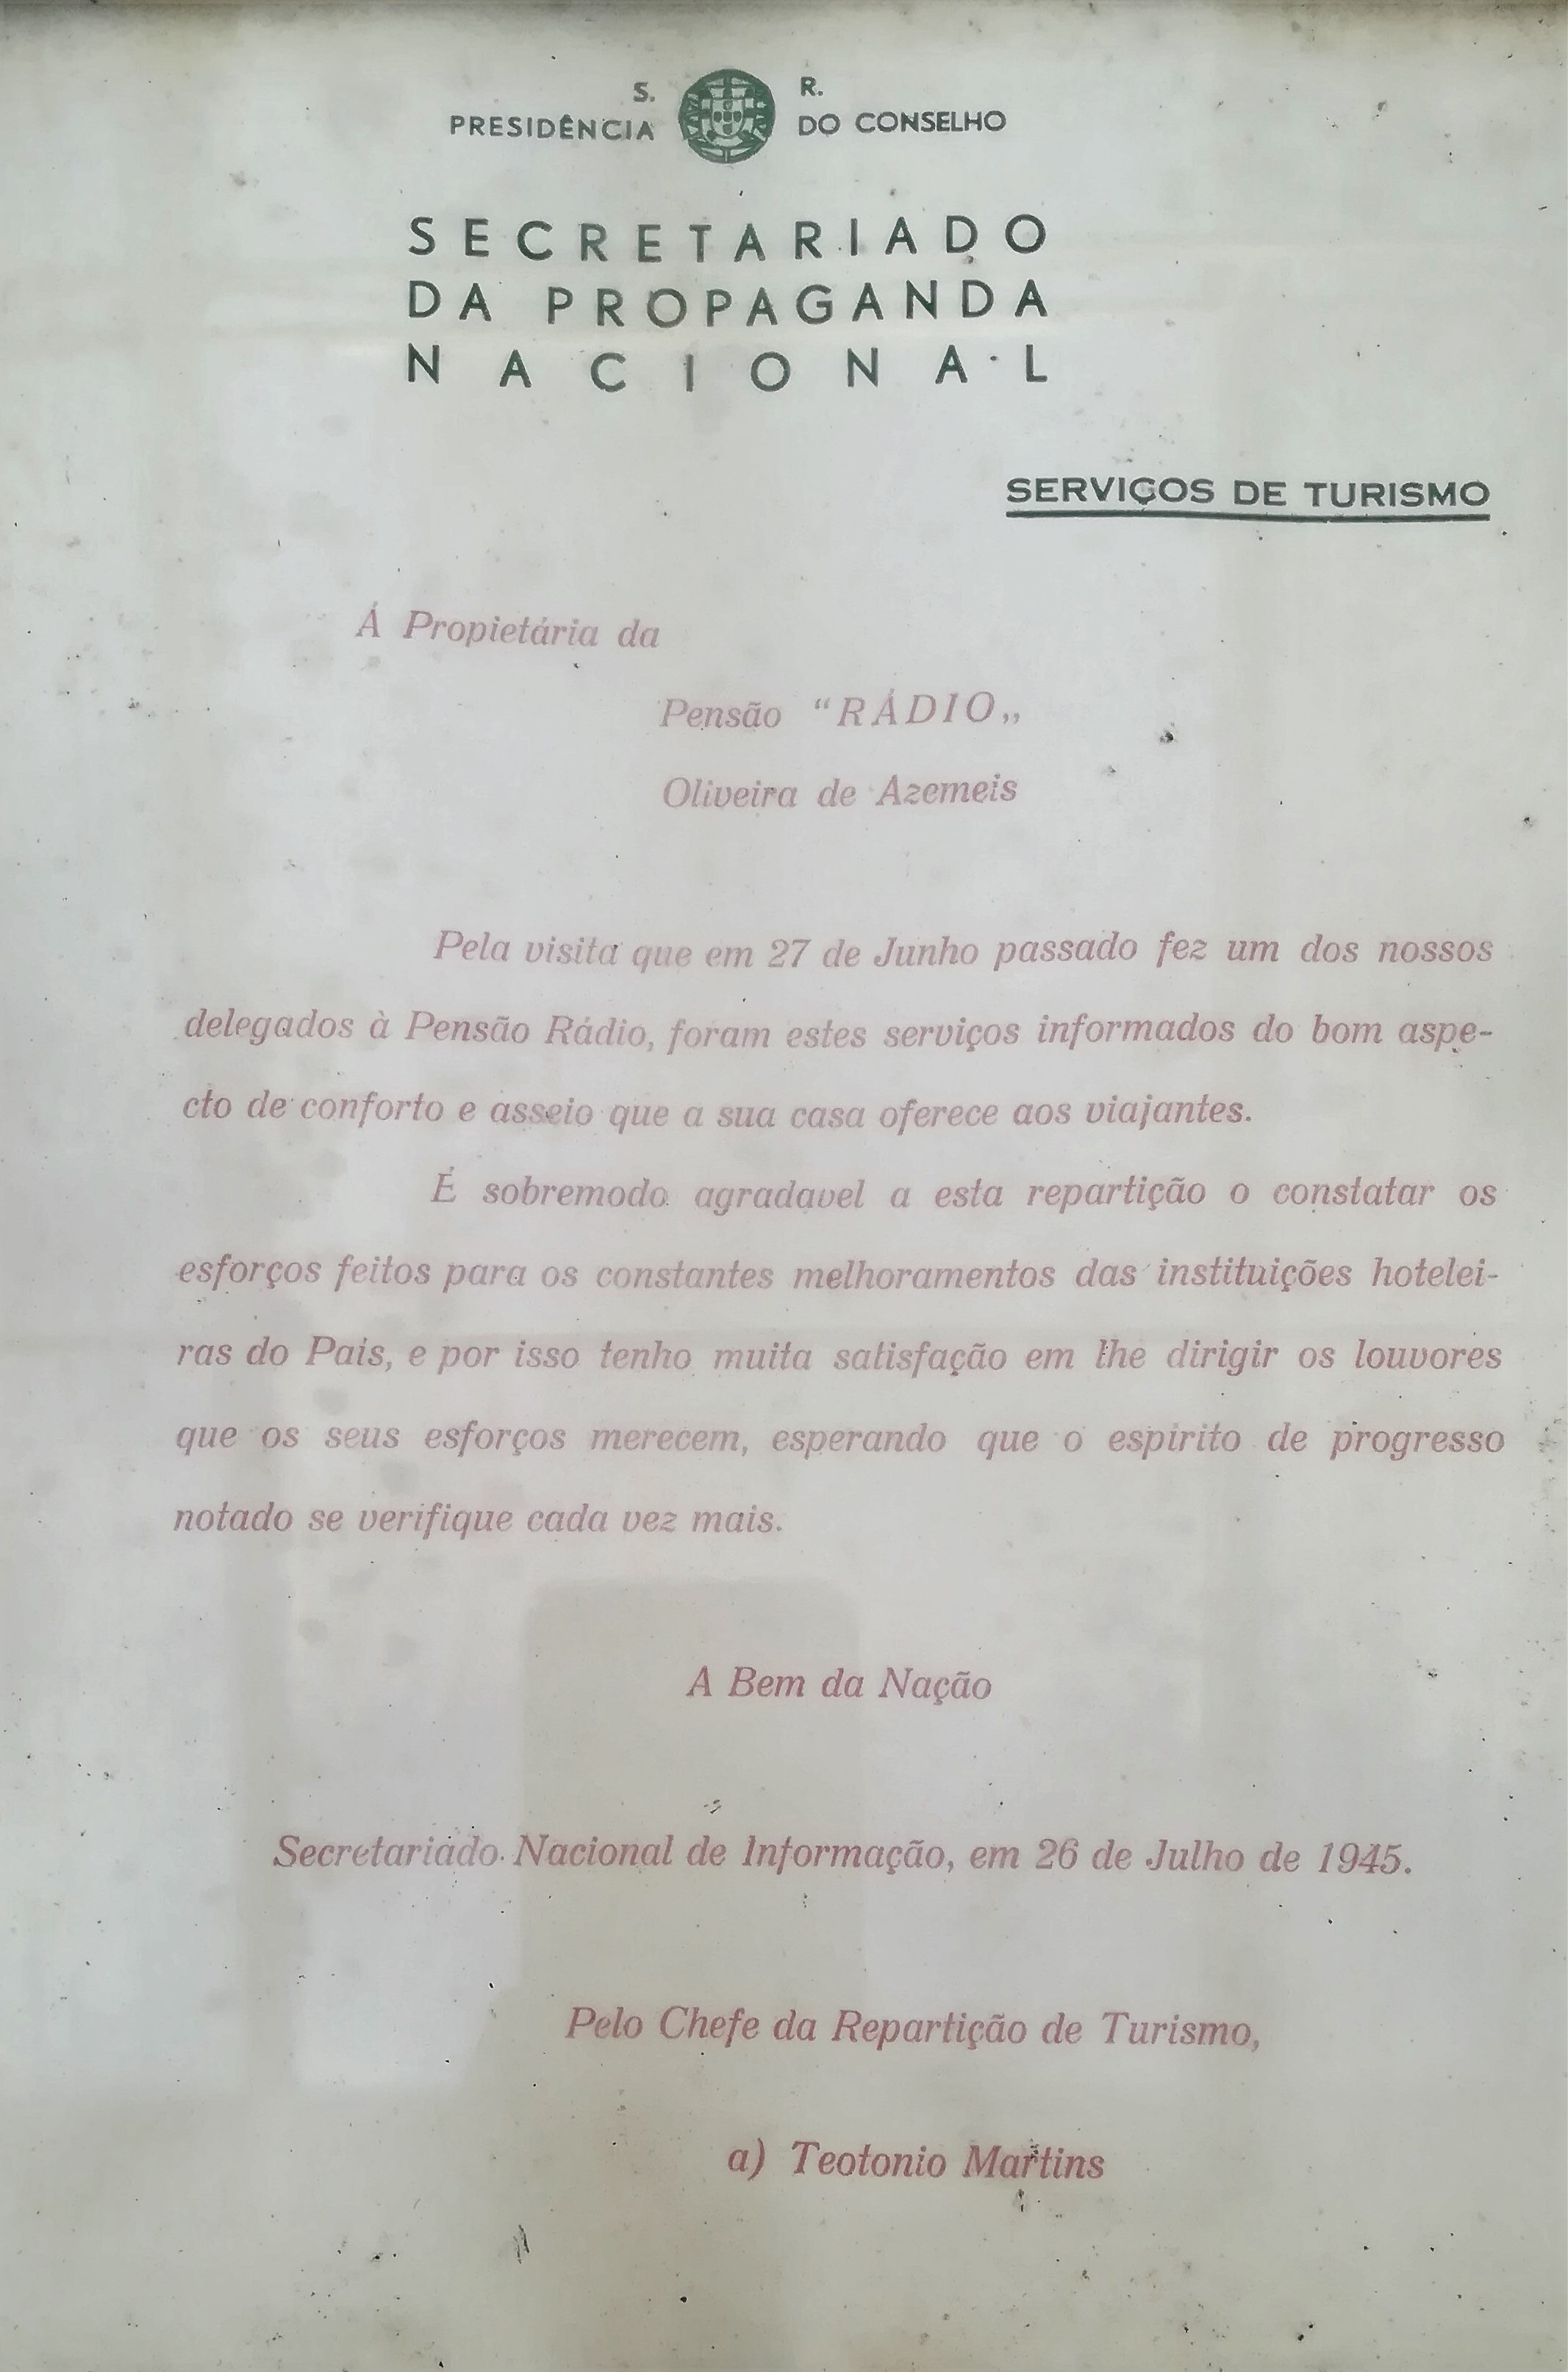 S. R.
PRESIDÊNCIA DO CONSELHO
SECRETARIADO
DA PROPAGANDA
NACIONAL
SERVIÇOS DE TURISMO
Á Propietária da
Pensão “RÁDIO„
Oliveira de Azemeis
Pela visita que em 27 de Junho passado fez um dos nossos
delegados à Pensão Rádio, foram estes serviços informados do bom aspe-
cto de conforto e asseio que a sua casa oferece aos viajantes.
É sobremodo agradavel a esta repartição o constatar os
esforços feitos para os constantes melhoramentos das instituições hotelei-
ras do Pais, e por isso tenho muita satisfação em lhe dirigir os louvores
que os seus esforços merecem, esperando que o espirito de progresso
notado se verifique cada vez mais.
A Bem da Nação
Secretariado Nacional de Informação, em 26 de Julho de 1945.
Pelo Chefe da Repartição de Turismo,
a) Teotonio Martins